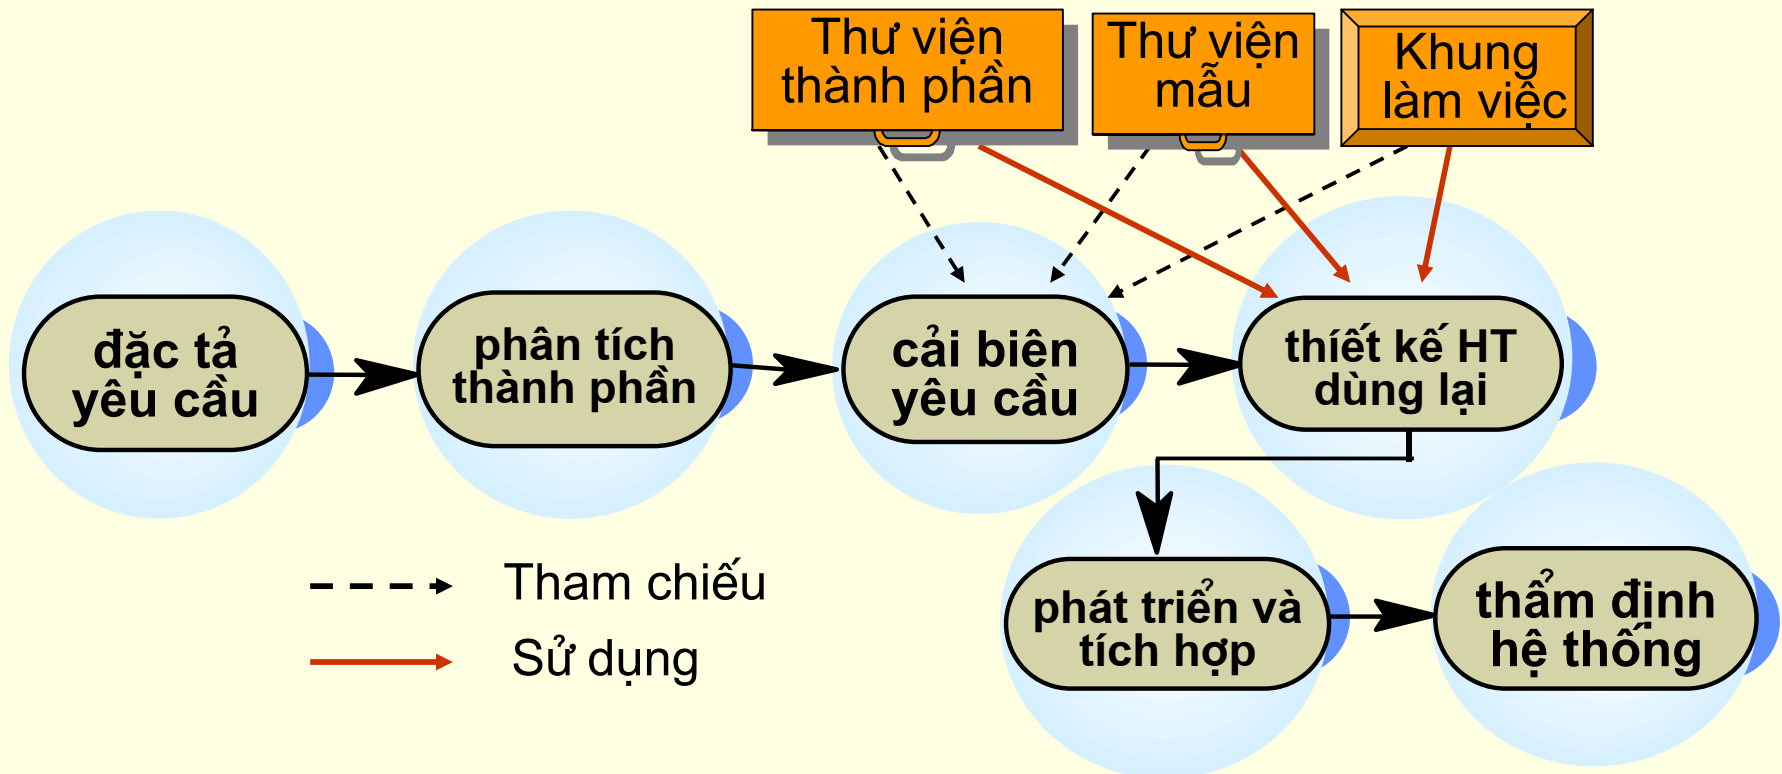 Thư viện
thành phần
Thư viện
mẫu
Khung
làm việc
đặc tả
yêu cầu
phân tích
thành phần
cải biên
yêu cầu
thíết kế HT
dùng lại
phát triển và
tích hợp
thẩm định
hệ thống
Tham chiếu
Sử dụng